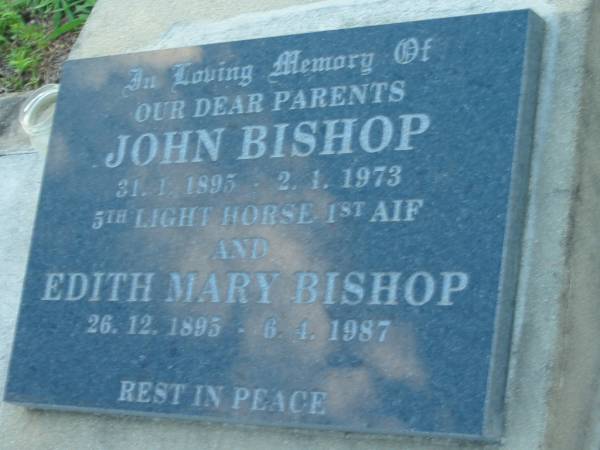 In Loving Memory Of
OUR DEAR PARENTS
JOHN BISHOP
31. 1. 1895 - 2. 4. 1973
5TH LIGHT HORSE 1ST AIF
AND
EDITH MARY BISHOP
26. 12. 1895 - 6. 4. 1987
REST IN PEACE